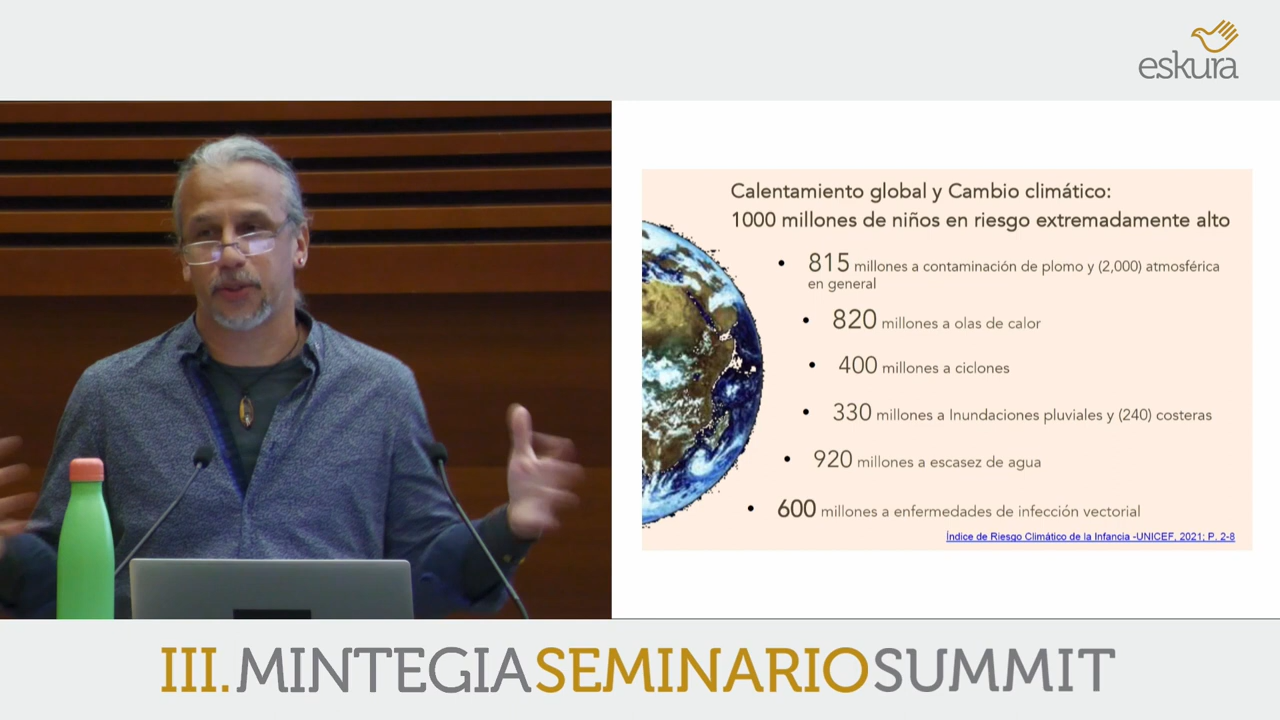 eskura
Calentamiento global y Cambio climático:
1000 millones de niños en riesgo extremadamente alto
• 815 millones a contaminación de plomo y (2,000) atmosférica
en general
• 820 millones a olas de calor
• 400 millones a ciclones
• 330 millones a Inundaciones pluviales y (240) costeras
• 920 millones a escasez de agua
• 600 millones a enfermedades de infección vectorial
Índice de Riesgo Climático de la Infancia -UNICEF, 2021; P. 2-8
III.MINTEGIASEMINARIOSUMMIT